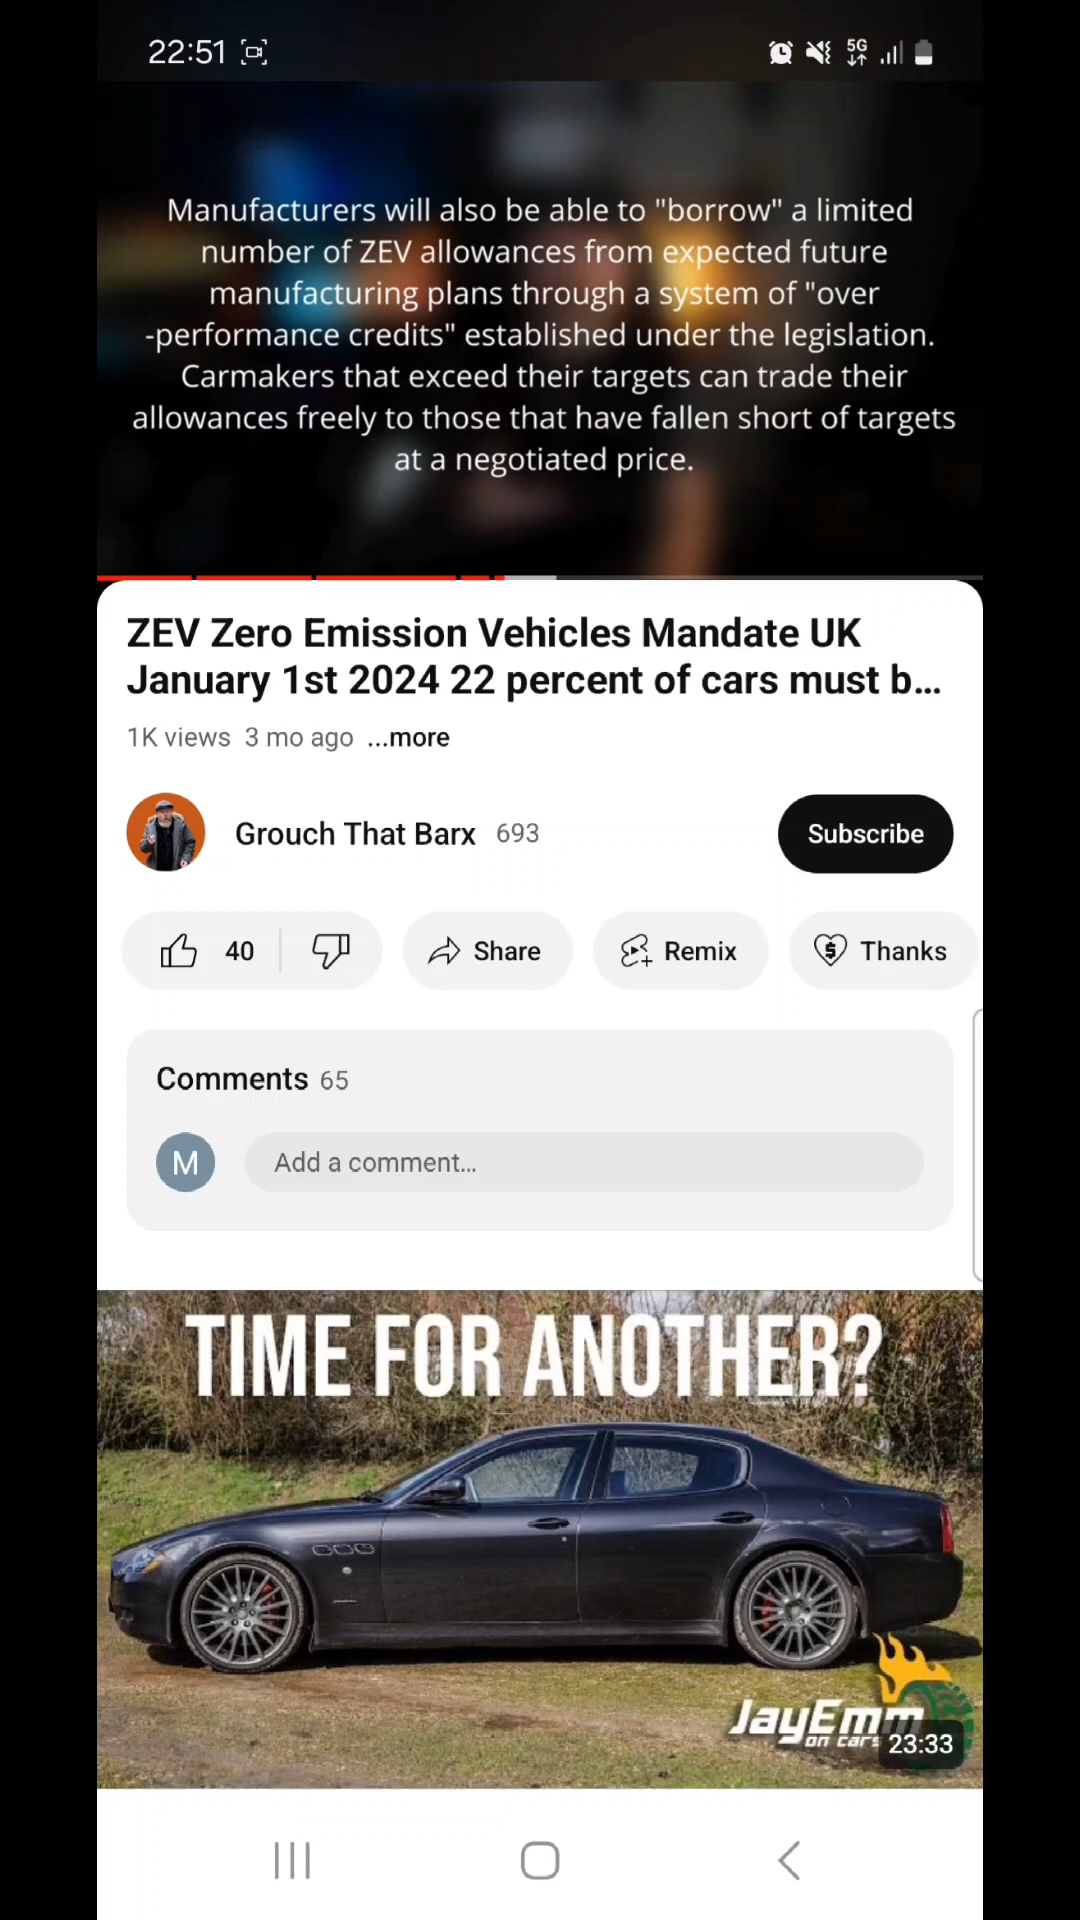 22:51
5G
Manufacturers will also be able to "borrow" a limited
number of ZEV allowances from expected future
manufacturing plans through a system of "over
-performance credits" established under the legislation.
Carmakers that exceed their targets can trade their
allowances freely to those that have fallen short of targets
at a negotiated price.
ZEV Zero Emission Vehicles Mandate UK
January 1st 2024 22 percent of cars must b...
1K views 3 mo ago ...more
Grouch That Barx 693
Subscribe
40
Share
Remix
Thanks
Comments 65
M
Add a comment...
TIME FOR ANOTHER?
JayEmm
on cars
23:33